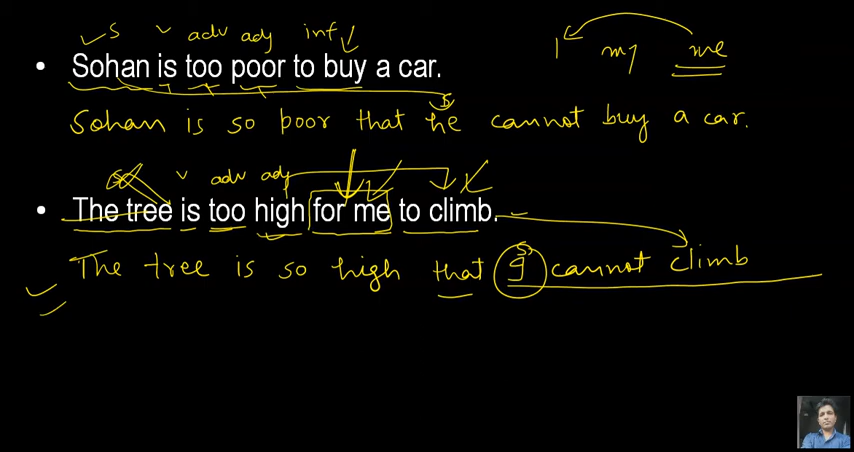 S v adv adj inf
I my me
• Sohan is too poor to buy a car.
S
Sohan is so poor that he cannot buy a car.
v adv adj
• The tree is too high for me to climb.
S
The tree is so high that I cannot climb